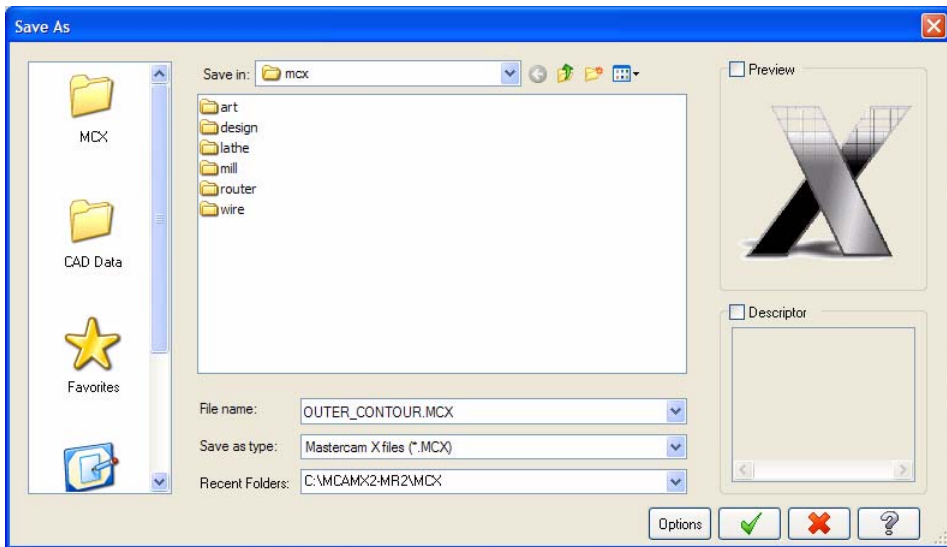 Save As
MCX
CAD Data
Favorites
Save in: mcx
art
design
lathe
mill
router
wire
File name: OUTER_CONTOUR.MCX
Save as type: Mastercam X files (*.MCX)
Recent Folders: C:\MCAMX2-MR2\MCX
Preview
Descriptor
Options